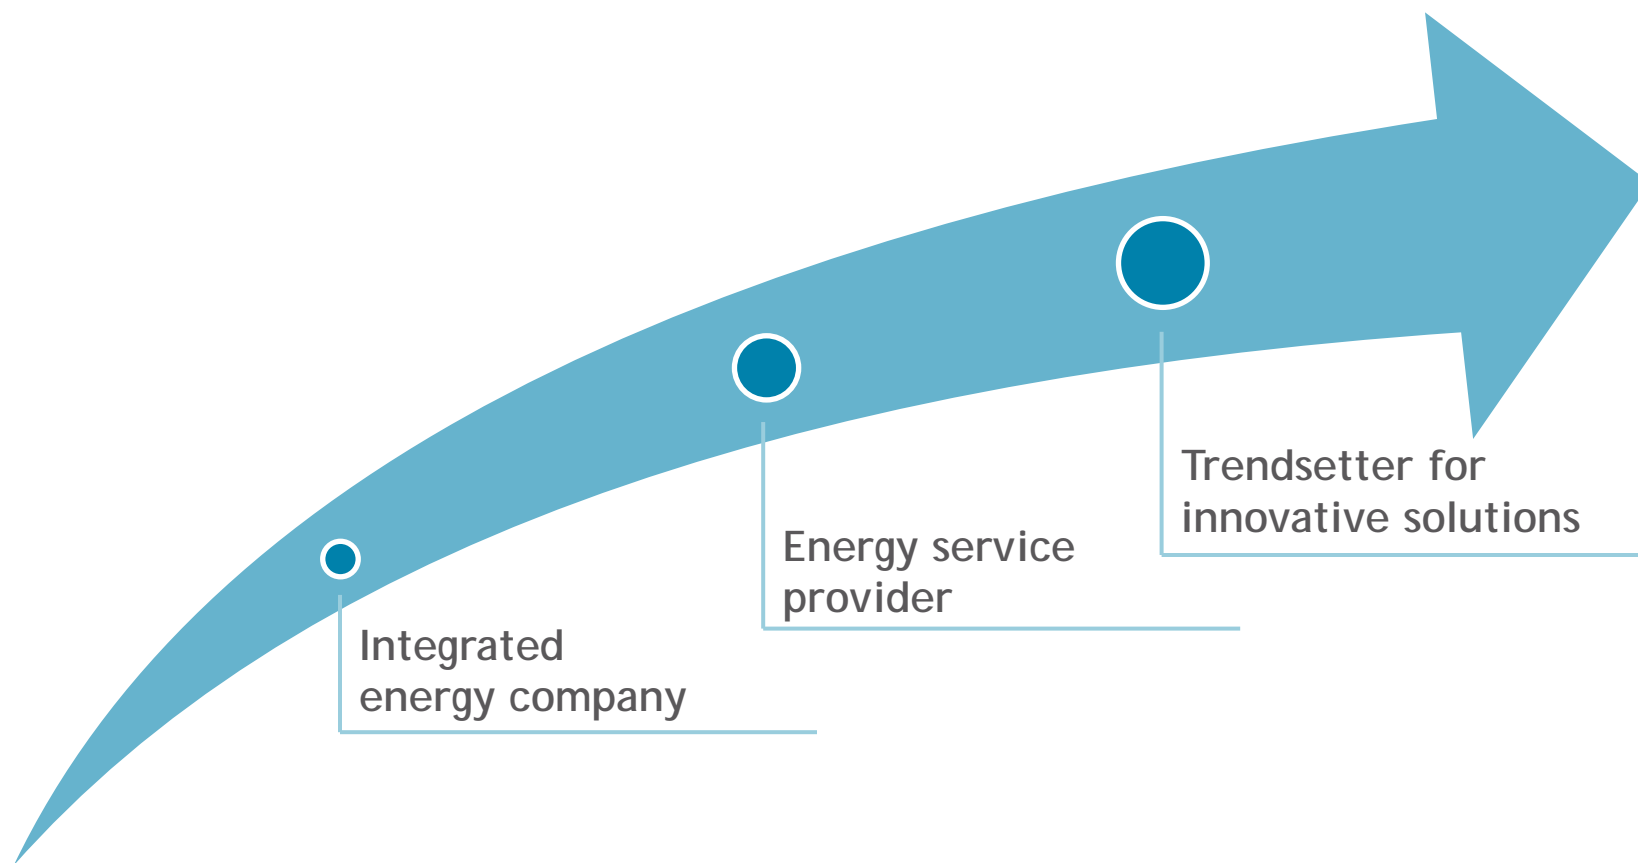 Integrated
energy company
Energy service
provider
Trendsetter for
innovative solutions